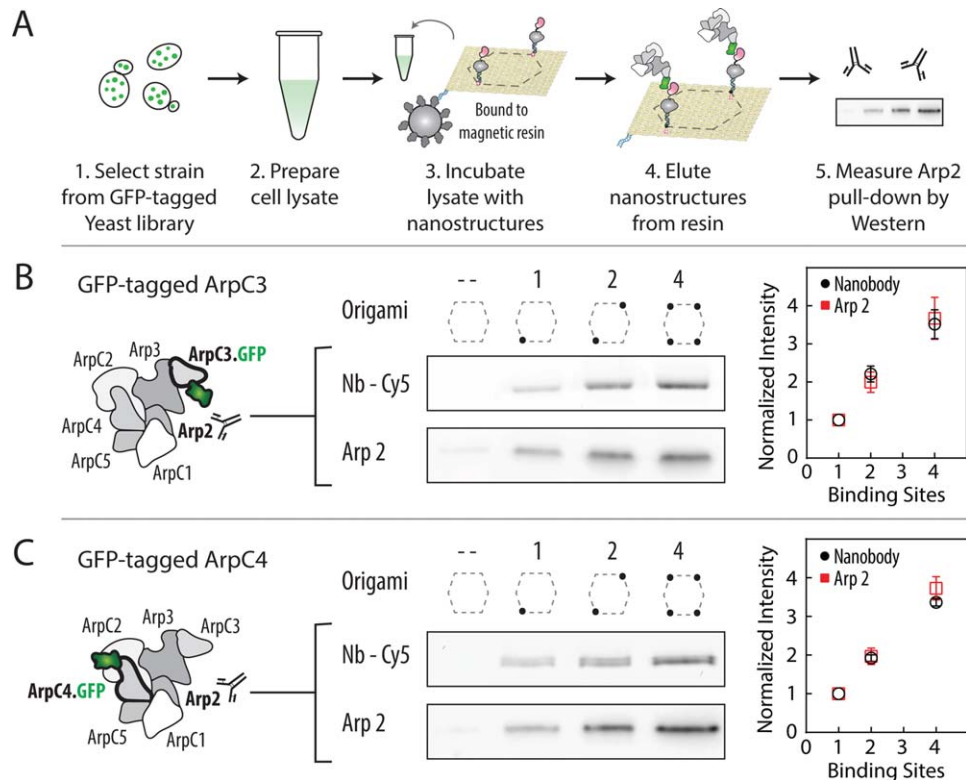 A
Bound to
magnetic resin
1. Select strain
from GFP-tagged
Yeast library
2. Prepare
cell lysate
3. Incubate
lysate with
nanostructures
4. Elute
nanostructures
from resin
5. Measure Arp2
pull-down by
Western
B
GFP-tagged ArpC3
ArpC2
Arp3
ArpC3.GFP
ArpC4
Arp2
ArpC5
ArpC1
-- 1 2 4
Origami
Nb - Cy5
Arp 2
Normalized Intensity
Nanobody
Arp 2
4
3
2
1
0
0 1 2 3 4
Binding Sites
C
GFP-tagged ArpC4
ArpC2
Arp3
ArpC3
ArpC4.GFP
Arp2
ArpC5
ArpC1
-- 1 2 4
Origami
Nb - Cy5
Arp 2
Normalized Intensity
Nanobody
Arp 2
4
3
2
1
0
0 1 2 3 4
Binding Sites